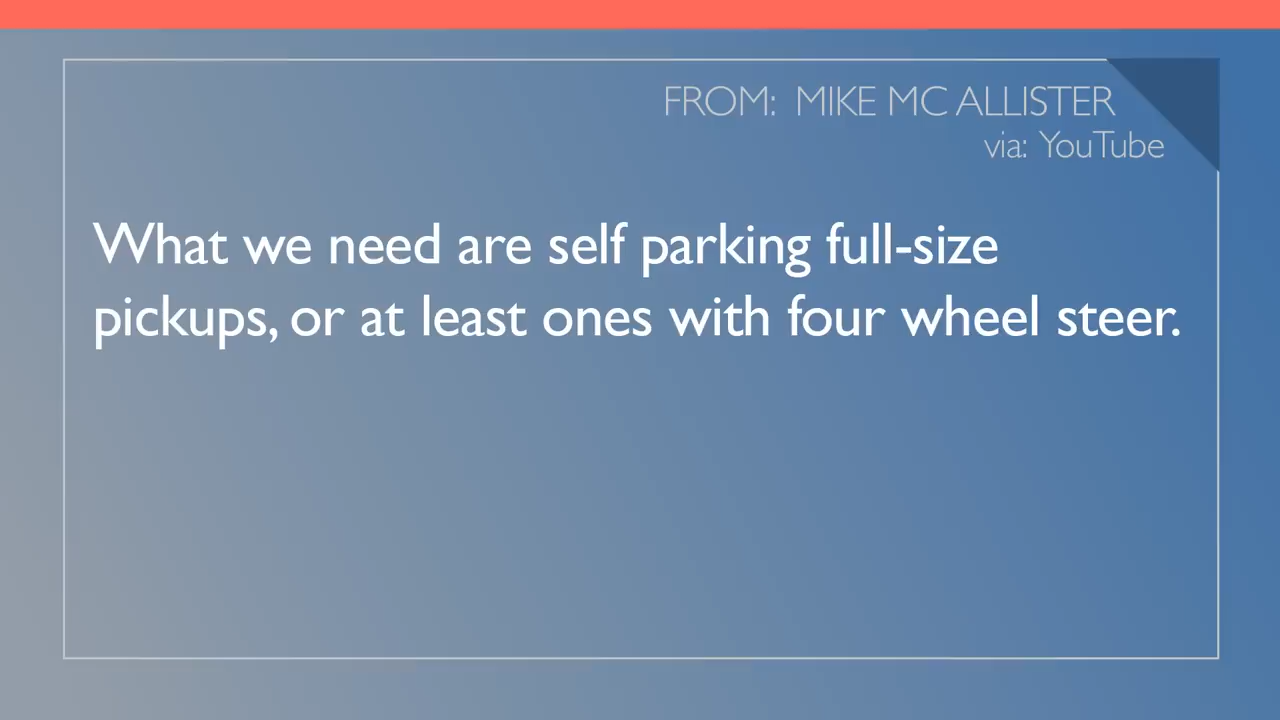 FROM: MIKE MC ALLISTER
via: YouTube
What we need are self parking full-size
pickups, or at least ones with four wheel steer.